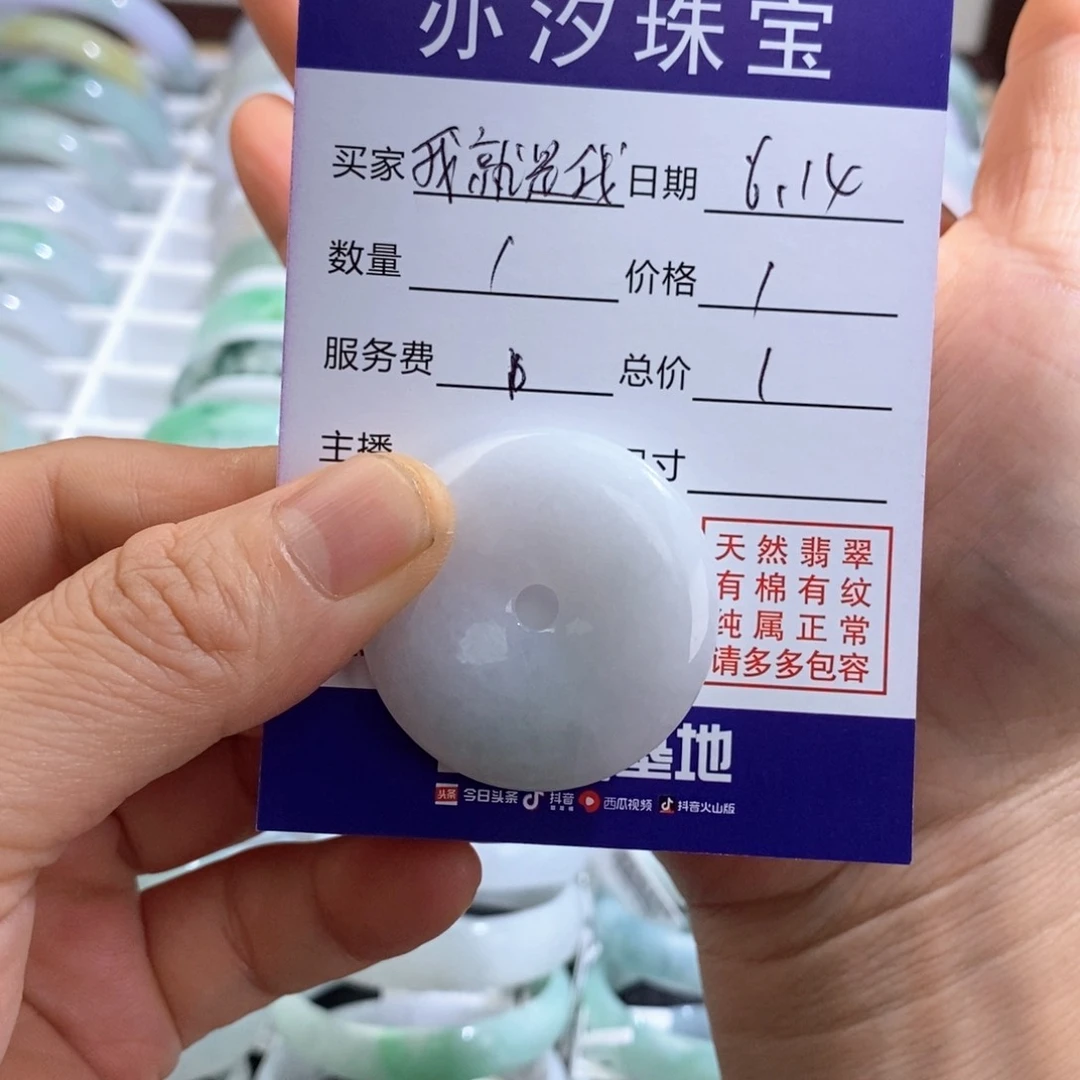 亦汐珠宝
买家 我就是钱 日期 6.14
数量 1 价格 1
服务费 总价 1
主播 尺寸
天然翡翠
有棉有纹
纯属正常
请多多包容
基地
头条 今日头条 抖音 西瓜视频 抖音火山版